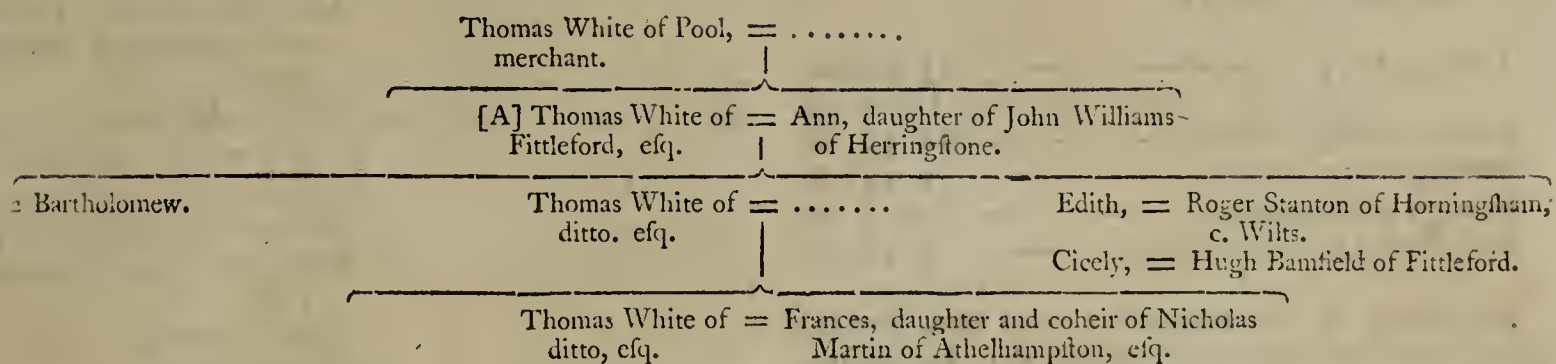 Thomas White of Pool, = ........
merchant.
[A] Thomas White of = Ann, daughter of John Williams
Fittleford, eſq. of Herringſtone.
2 Bartholomew.
Thomas White of = .......
ditto. eſq.
Edith, = Roger Stanton of Horningſham,
c. Wilts.
Cicely, = Hugh Bamfield of Fittleford.
Thomas White of = Frances, daughter and coheir of Nicholas
ditto, eſq. Martin of Athelhampſton, eſq.